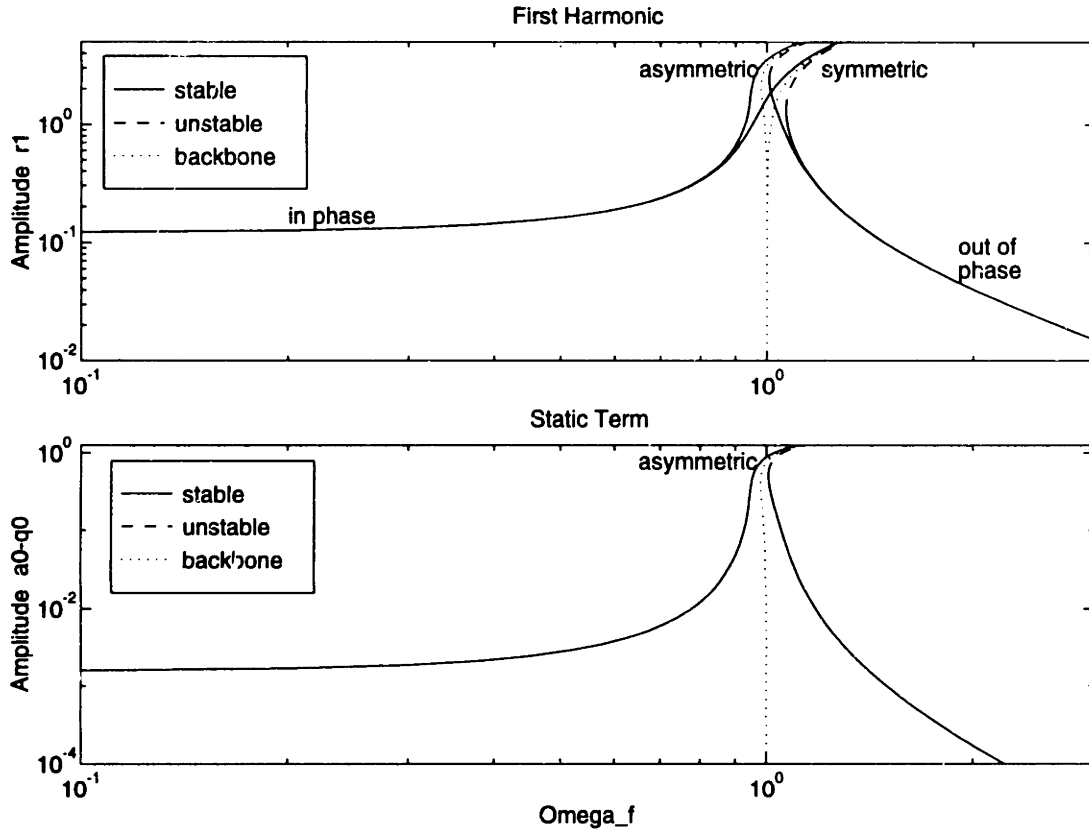 First Harmonic
stable
unstable
backbone
asymmetric
symmetric
in phase
out of
phase
Amplitude r1
10^0
10^-1
10^-2
10^-1
10^0
Static Term
stable
unstable
backbone
asymmetric
Amplitude a0-q0
10^0
10^-2
10^-4
10^-1
10^0
Omega_f